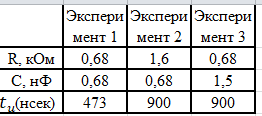 Экспери
мент 1
Экспери
мент 2
Экспери
мент 3
R, кОм 0,68 1,6 0,68
C, нФ 0,68 0,68 1,5
tи(нсек) 473 900 900